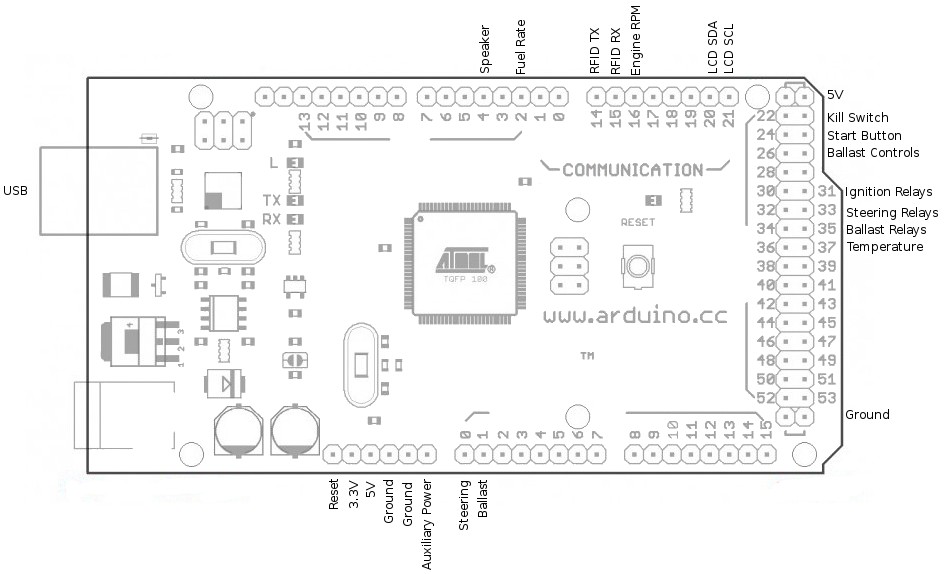 Speaker
Fuel Rate
RFID TX
RFID RX
Engine RPM
LCD SDA
LCD SCL
13 12 11 10 9 8
7 6 5 4 3 2 1 0
14 15 16 17 18 19 20 21
5V
22 Kill Switch
24 Start Button
26 Ballast Controls
28
COMMUNICATION
L
USB
TX
RX
RESET
30 31 Ignition Relays
32 33 Steering Relays
34 35 Ballast Relays
36 37 Temperature
38 39
40 41
42 43
44 45
46 47
48 49
50 51
52 53
Ground
ATMEL®
TQFP 100
www.arduino.cc
TM
4
1 2 3
0 1 2 3 4 5 6 7
8 9 10 11 12 13 14 15
Reset
3.3V
5V
Ground
Ground
Auxiliary Power
Steering
Ballast